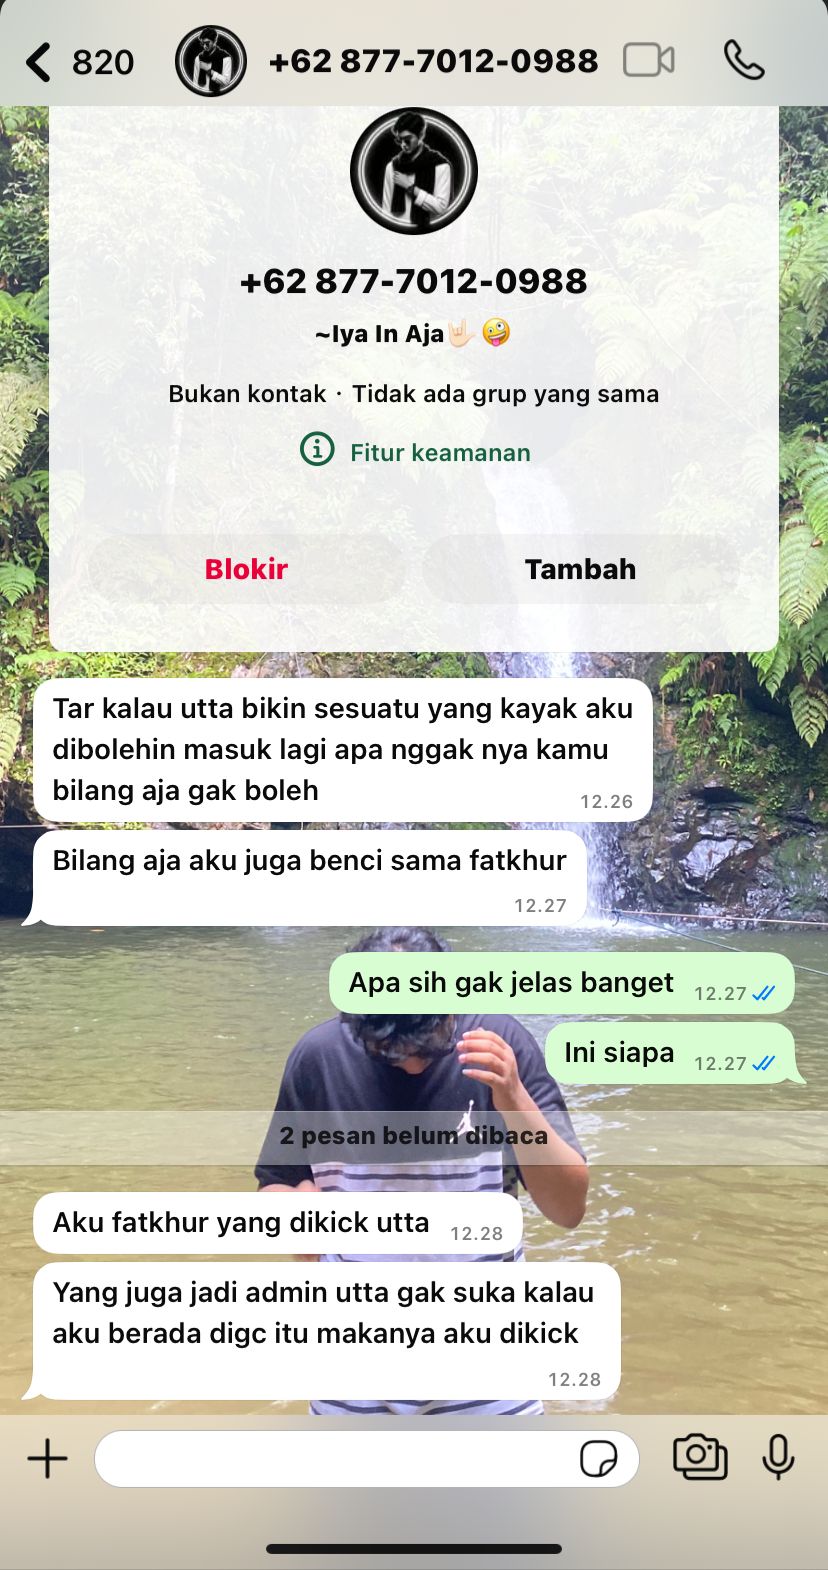 820
+62 877-7012-0988
+62 877-7012-0988
~Iya In Aja🤟🏻🤪
Bukan kontak · Tidak ada grup yang sama
Fitur keamanan
Blokir
Tambah
Tar kalau utta bikin sesuatu yang kayak aku
dibolehin masuk lagi apa nggak nya kamu
bilang aja gak boleh
12.26
Bilang aja aku juga benci sama fatkhur
12.27
Apa sih gak jelas banget
12.27
Ini siapa
12.27
2 pesan belum dibaca
Aku fatkhur yang dikick utta
12.28
Yang juga jadi admin utta gak suka kalau
aku berada digc itu makanya aku dikick
12.28